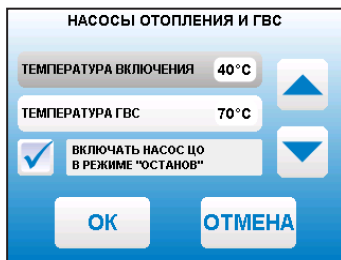 НАСОСЫ ОТОПЛЕНИЯ И ГВС
ТЕМПЕРАТУРА ВКЛЮЧЕНИЯ 40°C
ТЕМПЕРАТУРА ГВС 70°C
ВКЛЮЧАТЬ НАСОС ЦО
В РЕЖИМЕ "ОСТАНОВ"
ОК ОТМЕНА